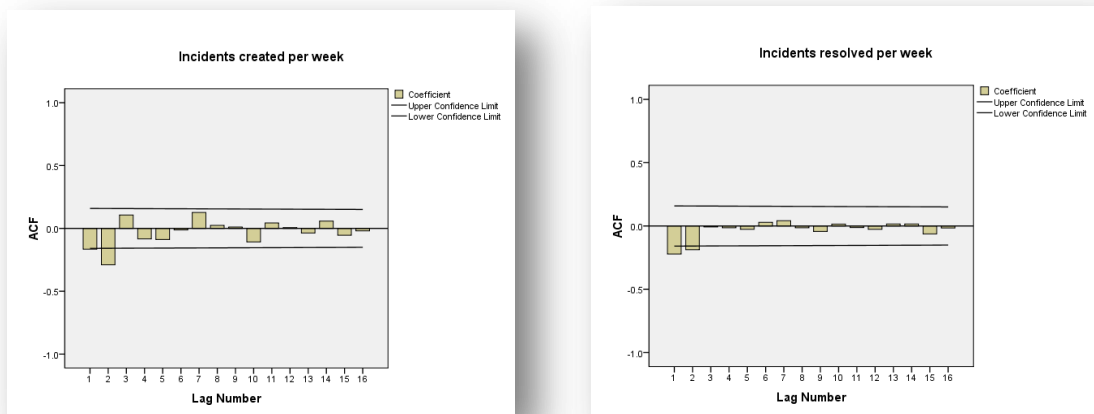 Incidents created per week
Coefficient
Upper Confidence Limit
Lower Confidence Limit
1.0
0.5
0.0
-0.5
-1.0
ACF
1 2 3 4 5 6 7 8 9 10 11 12 13 14 15 16
Lag Number
Incidents resolved per week
Coefficient
Upper Confidence Limit
Lower Confidence Limit
1.0
0.5
0.0
-0.5
-1.0
ACF
1 2 3 4 5 6 7 8 9 10 11 12 13 14 15 16
Lag Number